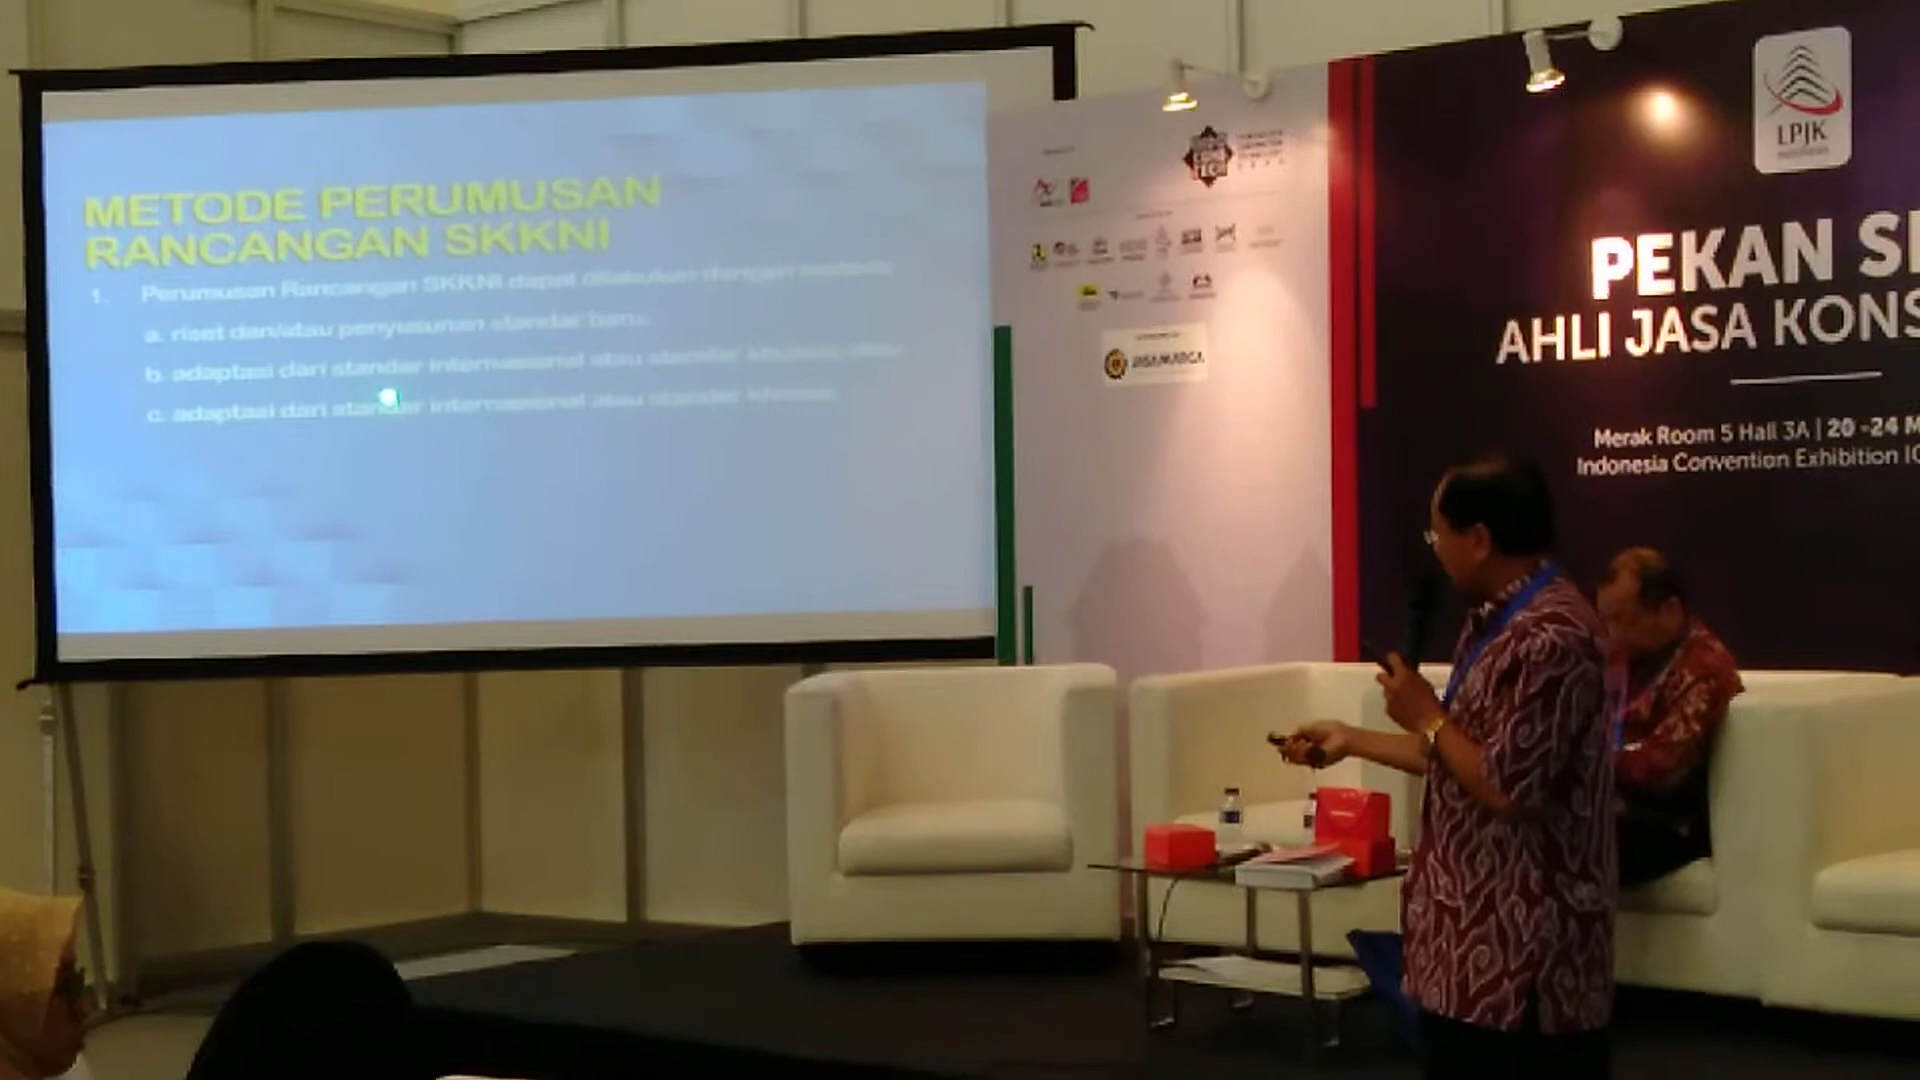 METODE PERUMUSAN
RANCANGAN SKKNI
1. Perumusan Rancangan SKKNI dapat dilakukan dengan metode
a. riset dan/atau penyusunan standar baru;
b. adaptasi dari standar internasional atau standar khusus; atau
c. adaptasi dari standar internasional atau standar khusus.
TECH
JASAMARGA
LPJK
PEKAN S
AHLI JASA KONS
Merak Room 5 Hall 3A | 20 -24 M
Indonesia Convention Exhibition IC